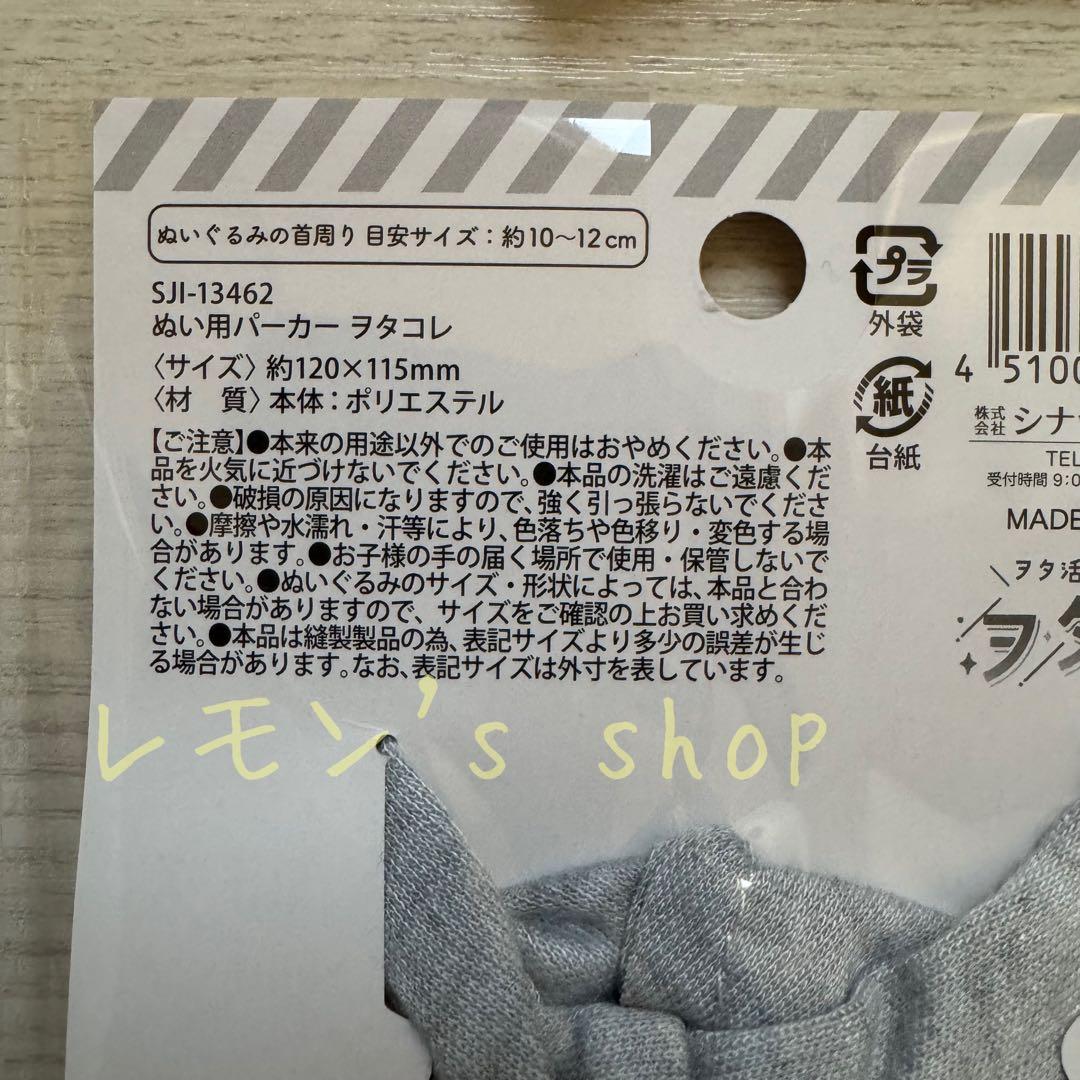 ぬいぐるみの首周り 目安サイズ：約10〜12cm
SJI-13462
ぬい用パーカー ヲタコレ
〈サイズ〉約120×115mm
〈材　質〉本体：ポリエステル
【ご注意】●本来の用途以外でのご使用はおやめください。●本
品を火気に近づけないでください。●本品の洗濯はご遠慮くだ
さい。●破損の原因になりますので、強く引っ張らないでくださ
い。●摩擦や水濡れ・汗等により、色落ちや色移り・変色する場
合があります。●お子様の手の届く場所で使用・保管しないで
ください。●ぬいぐるみのサイズ・形状によっては、本品と合わ
ない場合がありますので、サイズをご確認の上お買い求めくだ
さい。●本品は縫製製品の為、表記サイズより多少の誤差が生じ
る場合があります。なお、表記サイズは外寸を表しています。
プラ
外袋
紙
台紙
4 5100
株式会社 シナ
TEL
受付時間 9:0
MADE
ヲタ活
ヲタ
レモン's shop